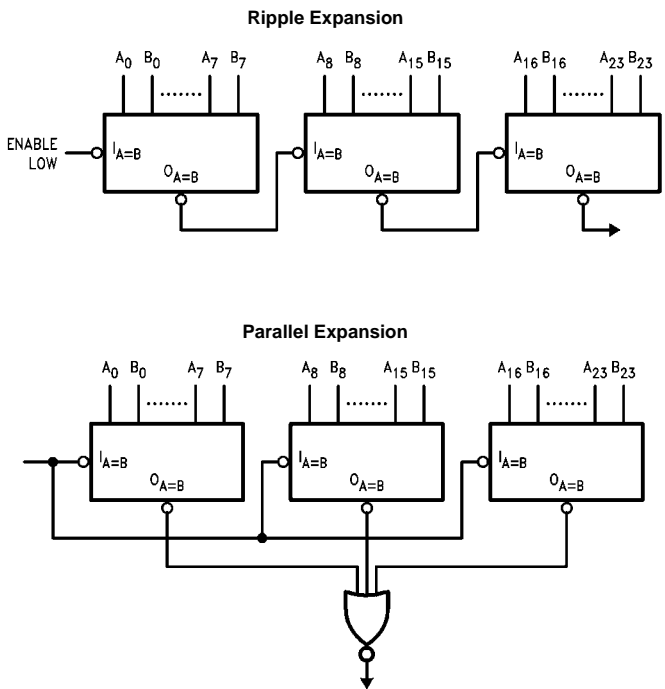 Ripple Expansion
A0 B0 ........ A7 B7 A8 B8 ........ A15 B15 A16 B16 ........ A23 B23
ENABLE LOW
IA=B OA=B IA=B OA=B IA=B OA=B
Parallel Expansion
A0 B0 ........ A7 B7 A8 B8 ........ A15 B15 A16 B16 ........ A23 B23
IA=B OA=B IA=B OA=B IA=B OA=B